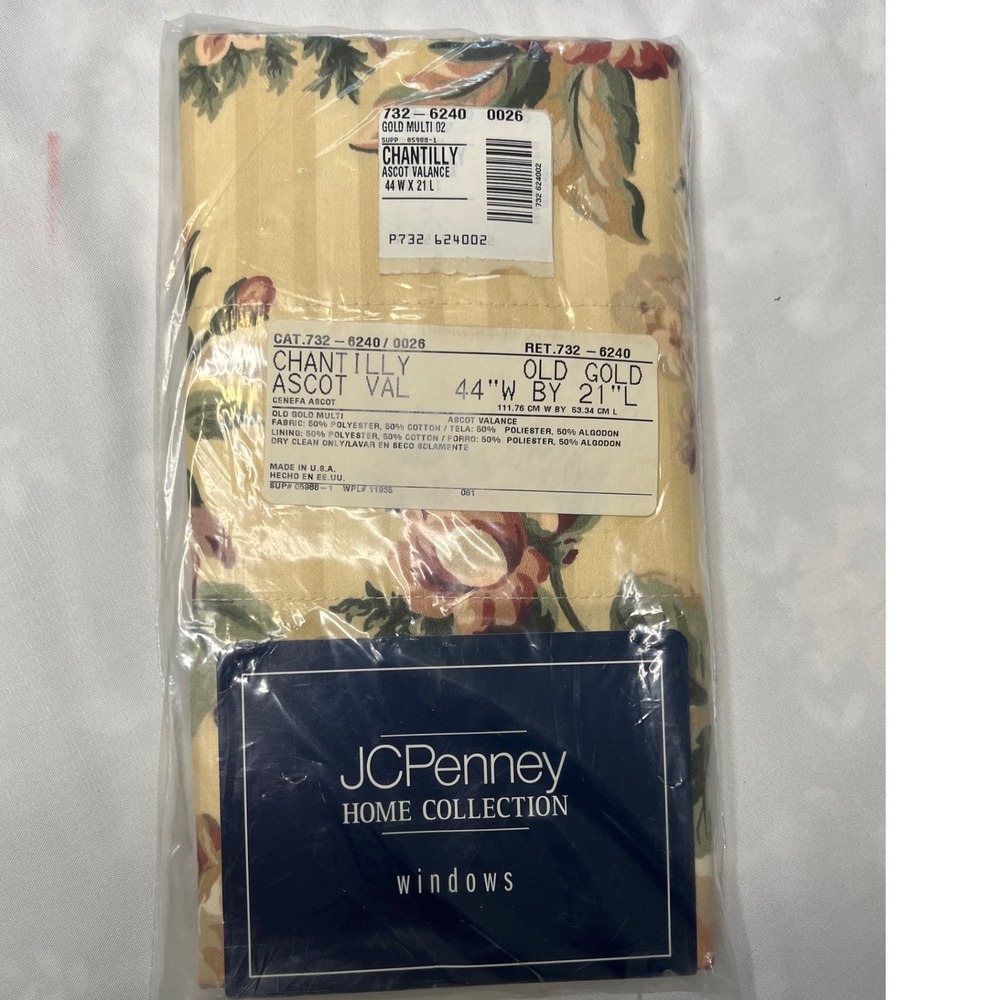 732-6240 0026
GOLD MULTI 02
SUPP 05988-1
CHANTILLY
ASCOT VALANCE
44 W X 21 L
732 624002
P732 624002
CAT.732-6240/0026 RET.732-6240
CHANTILLY OLD GOLD
ASCOT VAL 44"W BY 21"L
CENEFA ASCOT 111.76 CM W BY 53.34 CM L
OLD GOLD MULTI ASCOT VALANCE
FABRIC: 50% POLYESTER, 50% COTTON / TELA: 50% POLIESTER, 50% ALGODON
LINING: 50% POLYESTER, 50% COTTON / FORRO: 50% POLIESTER, 50% ALGODON
DRY CLEAN ONLY/LAVAR EN SECO SOLAMENTE
MADE IN U.S.A.
HECHO EN EE.UU.
SUP# 05988-1 WPL# 11935 061
JCPenney
HOME COLLECTION
windows